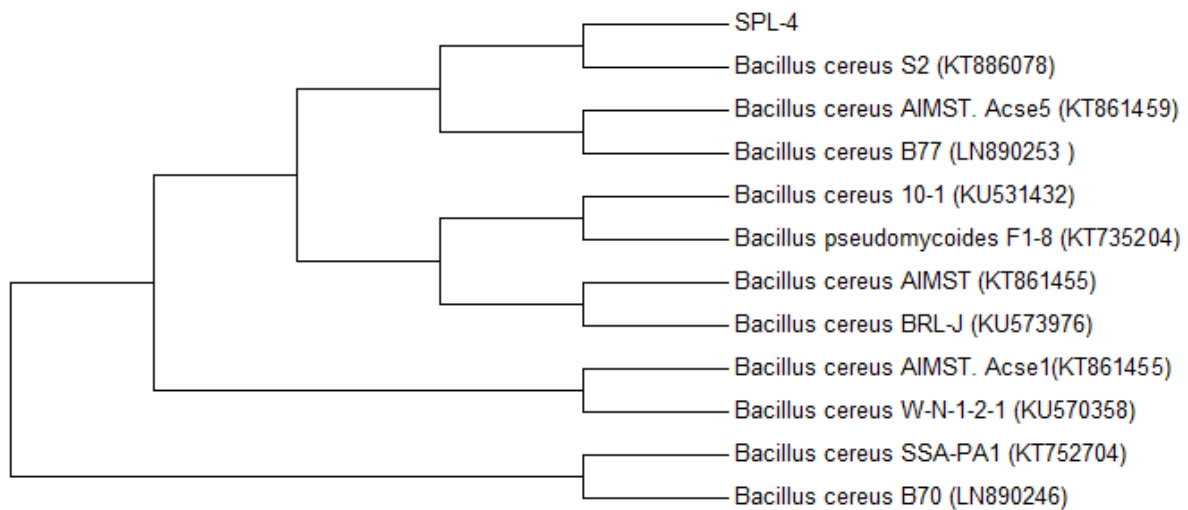 SPL-4
Bacillus cereus S2 (KT886078)
Bacillus cereus AIMST. Acse5 (KT861459)
Bacillus cereus B77 (LN890253 )
Bacillus cereus 10-1 (KU531432)
Bacillus pseudomycoides F1-8 (KT735204)
Bacillus cereus AIMST (KT861455)
Bacillus cereus BRL-J (KU573976)
Bacillus cereus AIMST. Acse1(KT861455)
Bacillus cereus W-N-1-2-1 (KU570358)
Bacillus cereus SSA-PA1 (KT752704)
Bacillus cereus B70 (LN890246)